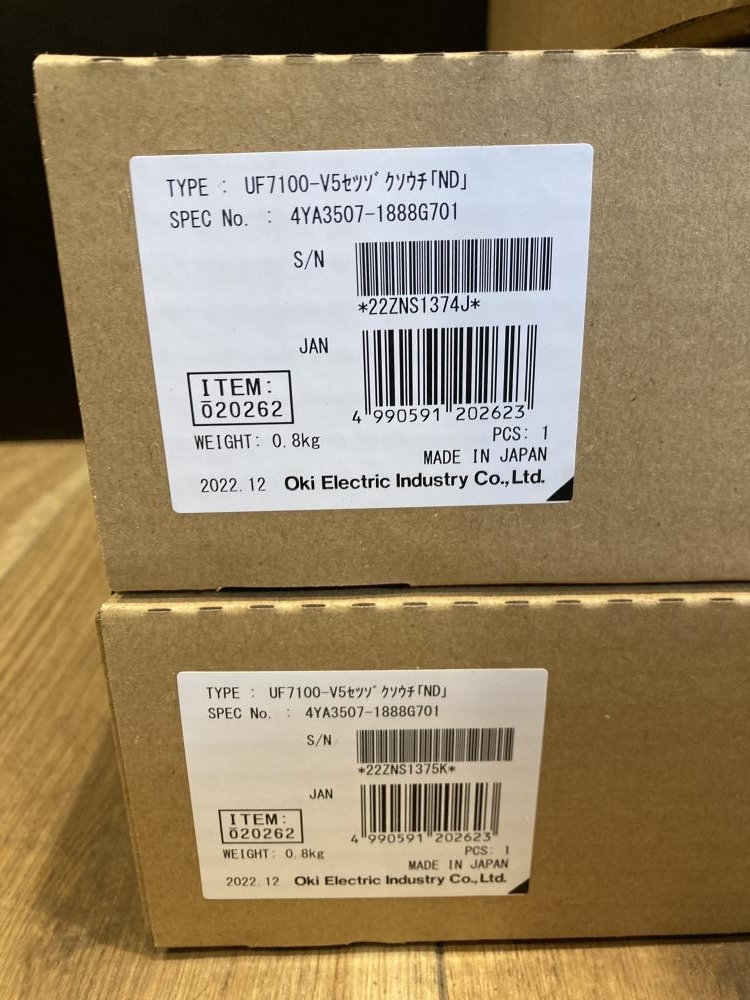 TYPE : UF7100-V5ｾﾂｿﾞｸｿｳﾁ｢ND｣
SPEC No. : 4YA3507-1888G701
S/N
*22ZNS1374J*
JAN
4 990591 202623
ITEM:
020262
WEIGHT: 0.8kg
PCS: 1
MADE IN JAPAN
2022.12 Oki Electric Industry Co.,Ltd.
TYPE : UF7100-V5ｾﾂｿﾞｸｿｳﾁ｢ND｣
SPEC No. : 4YA3507-1888G701
S/N
*22ZNS1375K*
JAN
4 990591 202623
ITEM:
020262
WEIGHT: 0.8kg
PCS: 1
MADE IN JAPAN
2022.12 Oki Electric Industry Co.,Ltd.